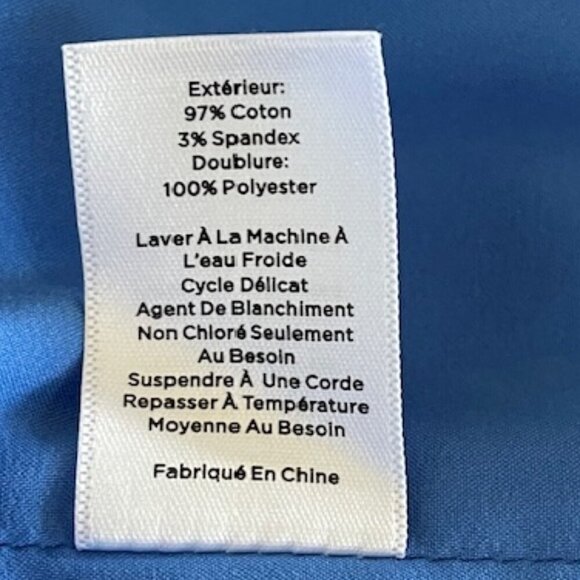 Extérieur:
97% Coton
3% Spandex
Doublure:
100% Polyester
Laver À La Machine À
L'eau Froide
Cycle Délicat
Agent De Blanchiment
Non Chloré Seulement
Au Besoin
Suspendre À Une Corde
Repasser À Température
Moyenne Au Besoin
Fabriqué En Chine